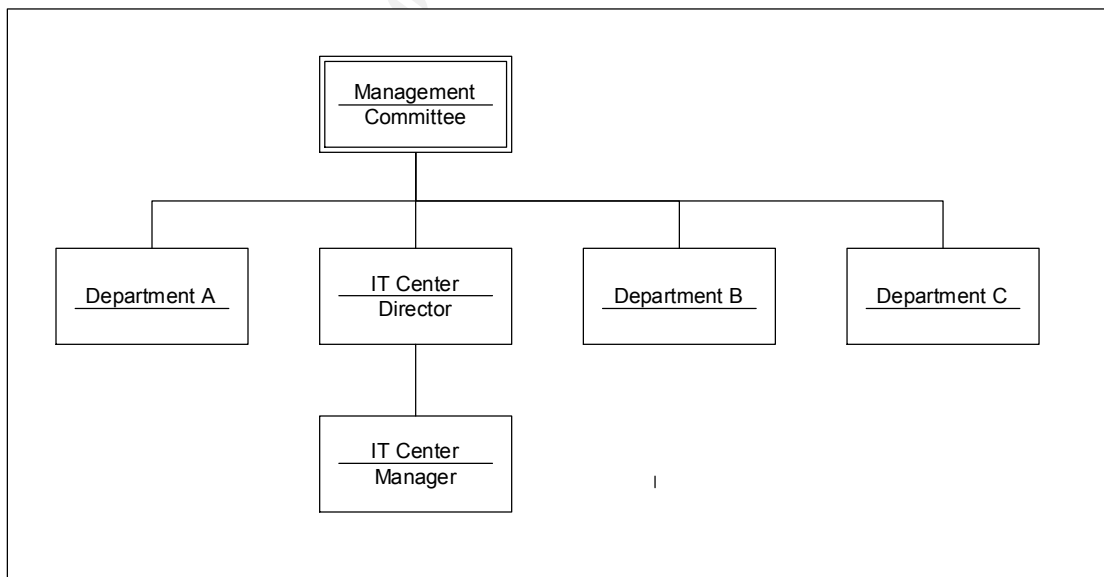 Management
Committee
Department A
IT Center
Director
Department B
Department C
IT Center
Manager